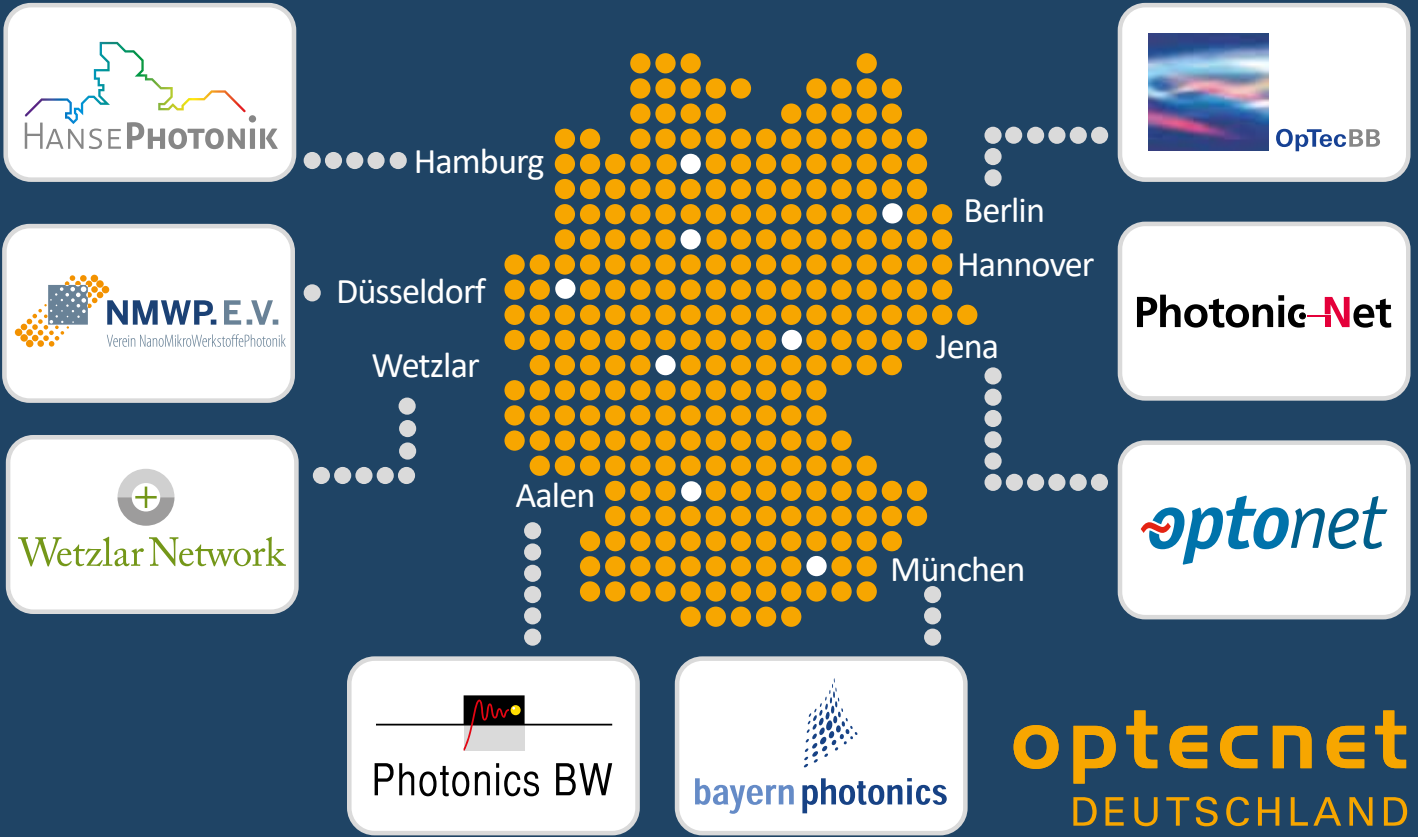 HANSEPHOTONIK
Hamburg
OpTecBB
Berlin
Hannover
NMWP.E.V.
Verein NanoMikroWerkstoffePhotonik
Düsseldorf
Photonic Net
Wetzlar
Jena
Wetzlar Network
Aalen
optonet
München
Photonics BW
bayern photonics
optecnet
DEUTSCHLAND